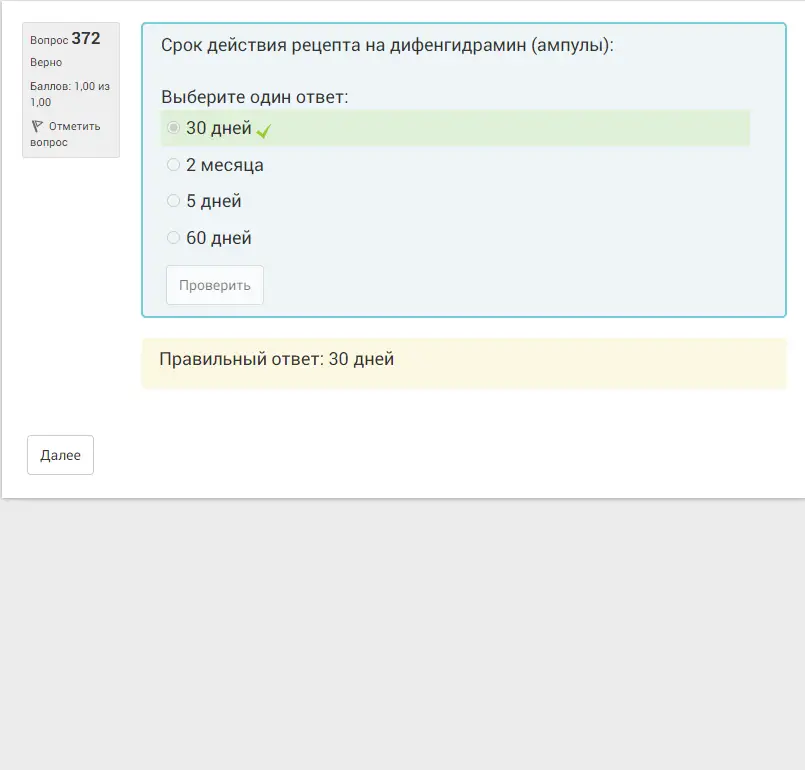 Вопрос 372
Верно
Баллов: 1,00 из
1,00
Отметить
вопрос
Срок действия рецепта на дифенгидрамин (ампулы):
Выберите один ответ:
30 дней
2 месяца
5 дней
60 дней
Проверить
Правильный ответ: 30 дней
Далее